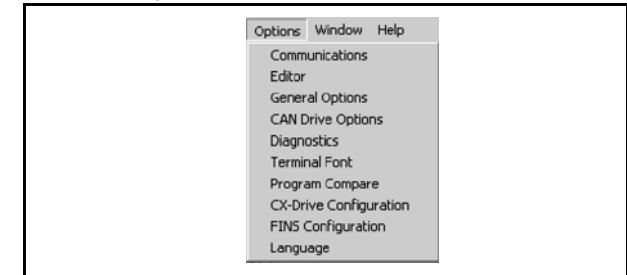 Options Window Help
Communications
Editor
General Options
CAN Drive Options
Diagnostics
Terminal Font
Program Compare
CX-Drive Configuration
FINS Configuration
Language